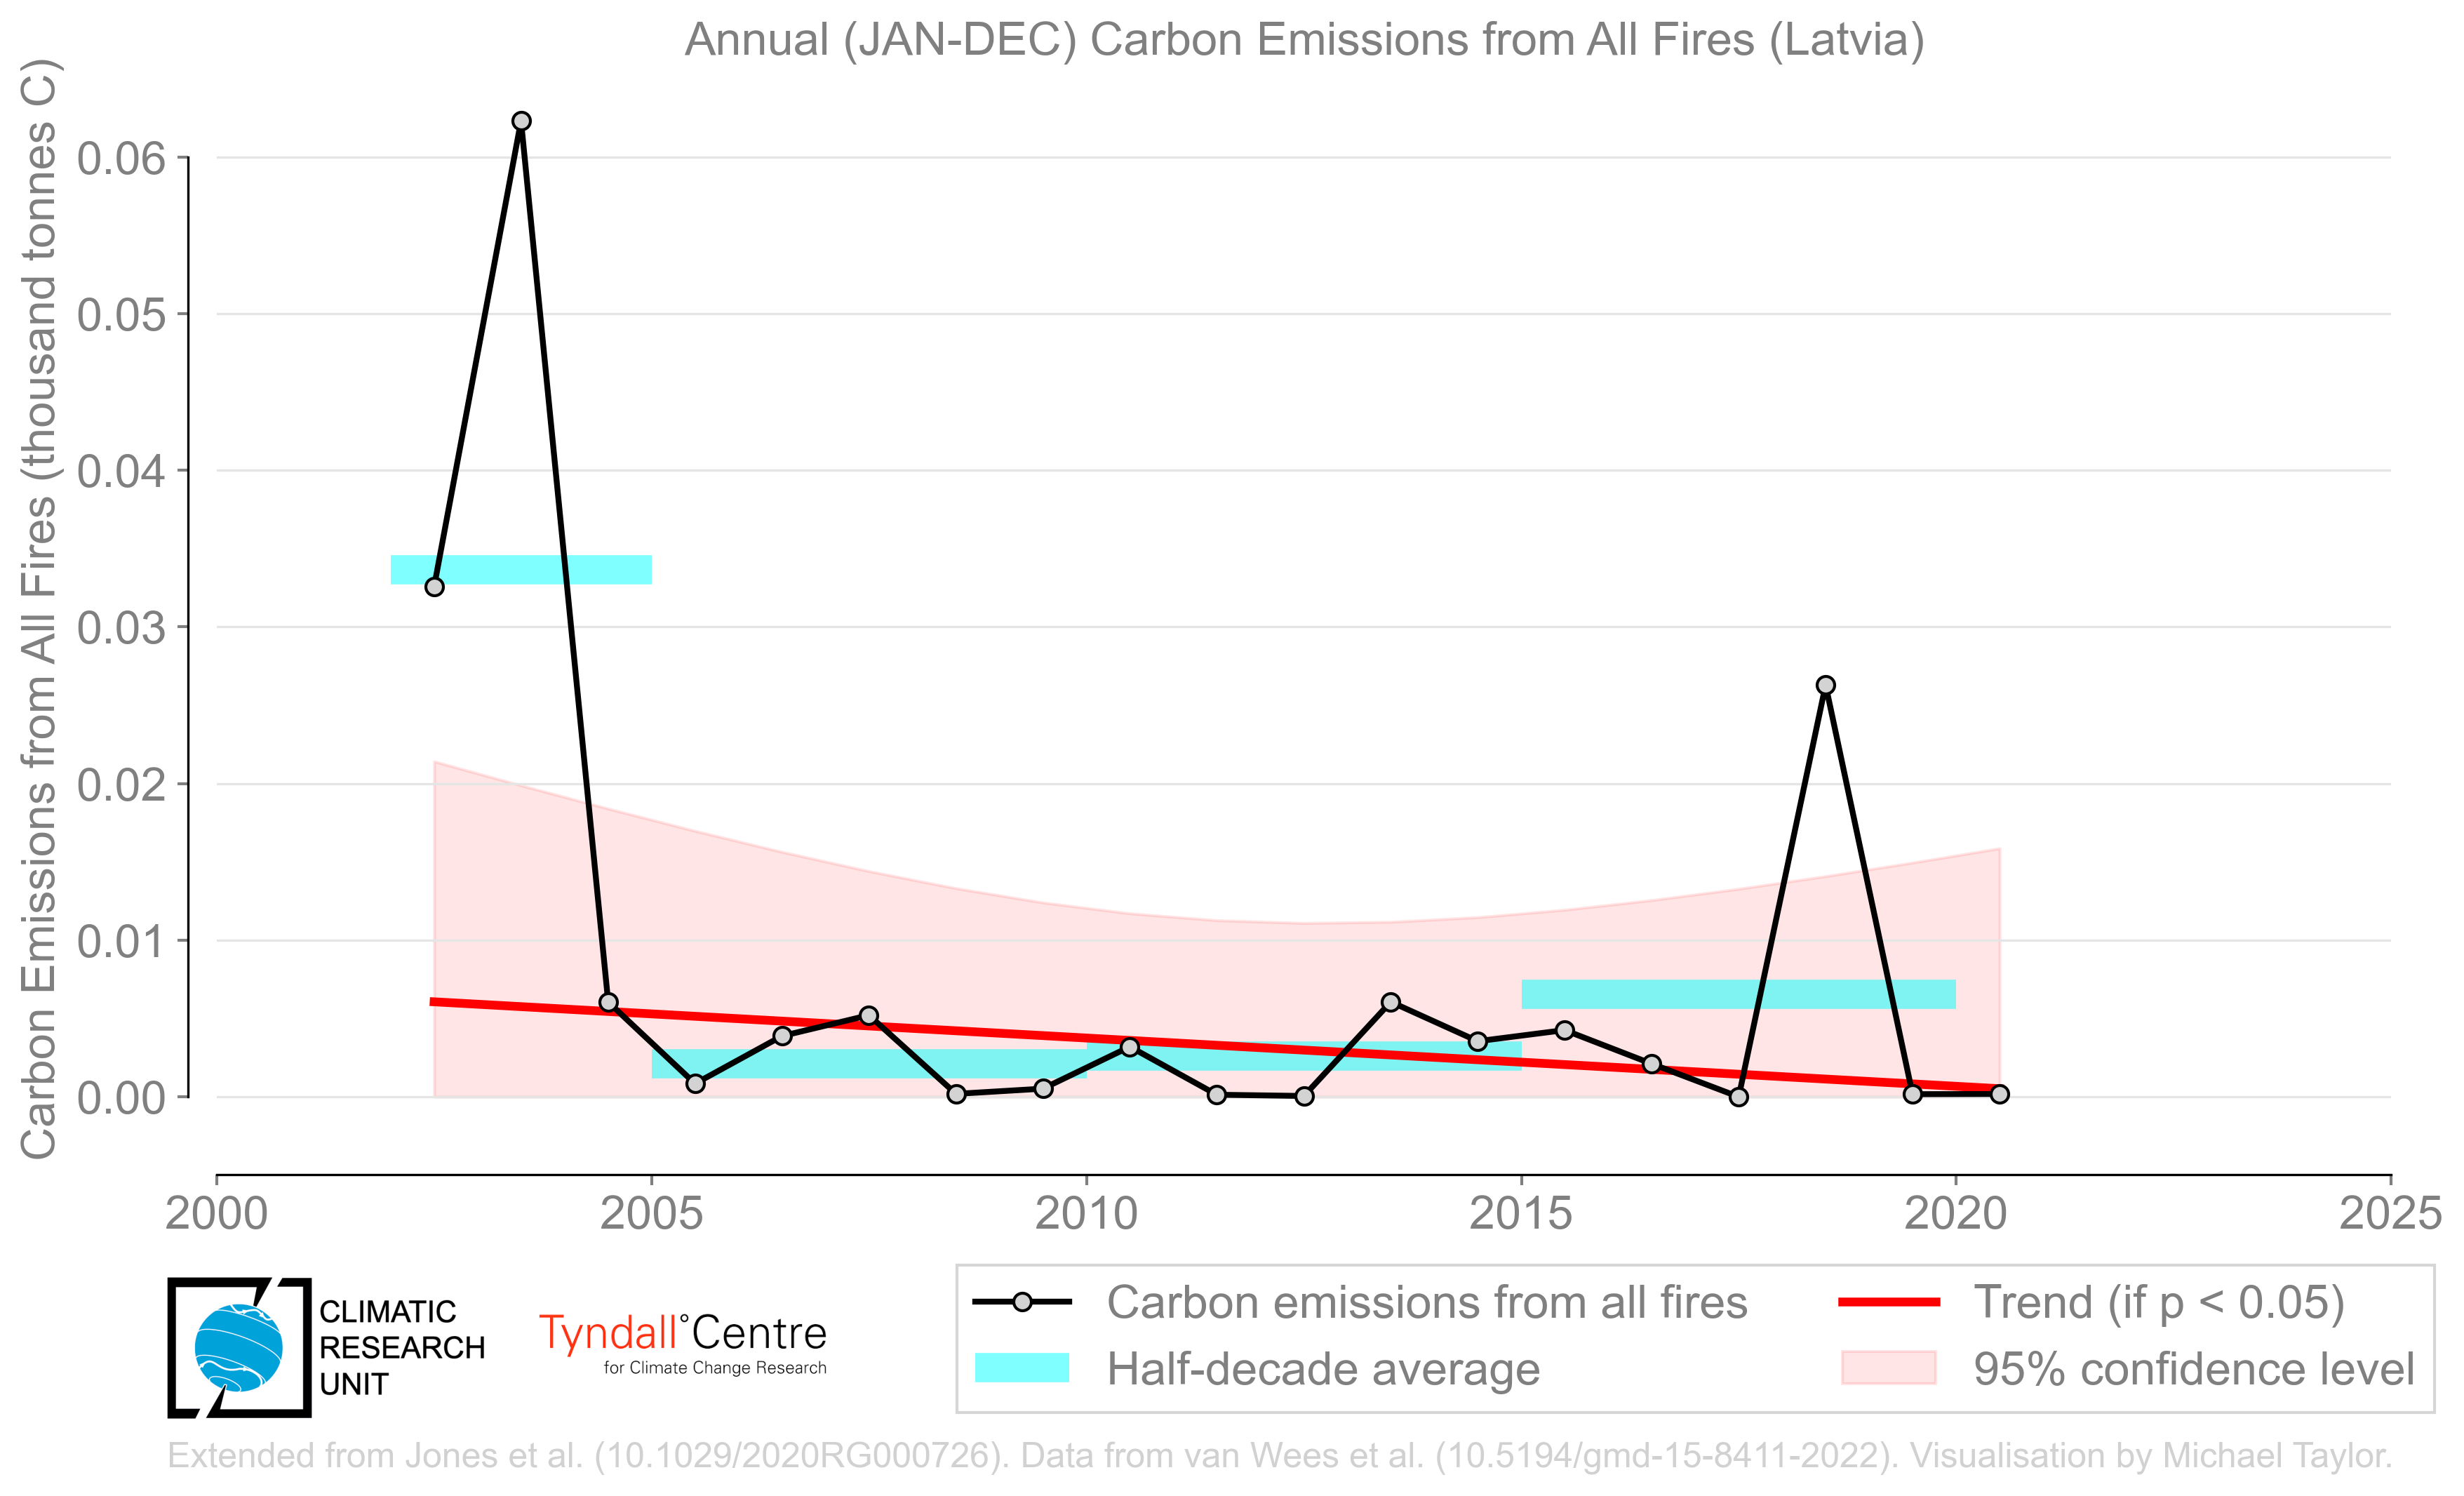 Annual (JAN-DEC) Carbon Emissions from All Fires (Latvia)
Carbon Emissions from All Fires (thousand tonnes C)
0.06
0.05
0.04
0.03
0.02
0.01
0.00
2000 2005 2010 2015 2020 2025
CLIMATIC
RESEARCH
UNIT
Tyndall°Centre
for Climate Change Research
Carbon emissions from all fires
Half-decade average
Trend (if p < 0.05)
95% confidence level
Extended from Jones et al. (10.1029/2020RG000726). Data from van Wees et al. (10.5194/gmd-15-8411-2022). Visualisation by Michael Taylor.